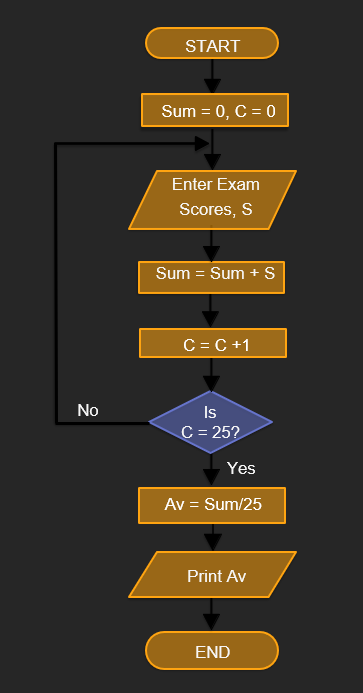 START
Sum = 0, C = 0
Enter Exam
Scores, S
Sum = Sum + S
C = C +1
Is
C = 25?
No
Yes
Av = Sum/25
Print Av
END